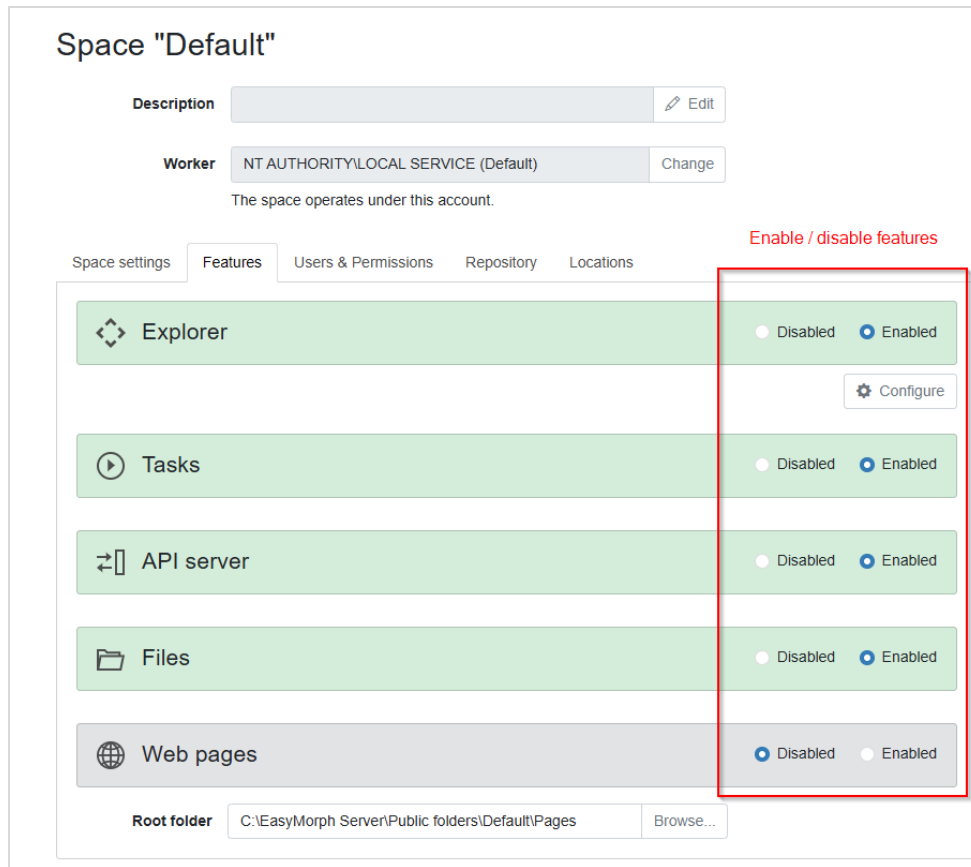 Space "Default"
Description Edit
Worker NT AUTHORITY\LOCAL SERVICE (Default) Change
The space operates under this account.
Enable / disable features
Space settings Features Users & Permissions Repository Locations
Explorer Disabled Enabled
Configure
Tasks Disabled Enabled
API server Disabled Enabled
Files Disabled Enabled
Web pages Disabled Enabled
Root folder C:\EasyMorph Server\Public folders\Default\Pages Browse...